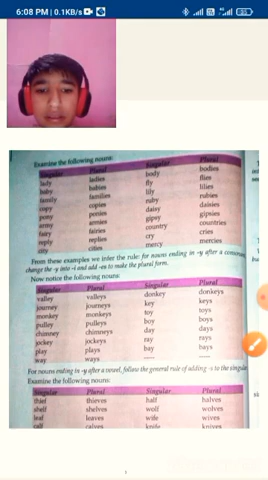 6:08 PM | 0.1KB/s
Examine the following nouns:
Singular Plural Singular Plural
lady ladies body bodies
baby babies fly flies
family families lily lilies
copy copies ruby rubies
pony ponies daisy daisies
army armies gipsy gipsies
fairy fairies country countries
reply replies cry cries
city cities mercy mercies
From these examples we infer the rule: for nouns ending in -y after a consonant,
change the -y into -i and add -es to make the plural form.
Now notice the following nouns:
Singular Plural Singular Plural
valley valleys donkey donkeys
journey journeys key keys
monkey monkeys toy toys
pulley pulleys boy boys
chimney chimneys day days
jockey jockeys ray rays
play plays bay bays
way ways
For nouns ending in -y after a vowel, follow the general rule of adding -s to the singular
Examine the following nouns:
Singular Plural Singular Plural
thief thieves half halves
shelf shelves wolf wolves
leaf leaves wife wives
calf calves knife knives